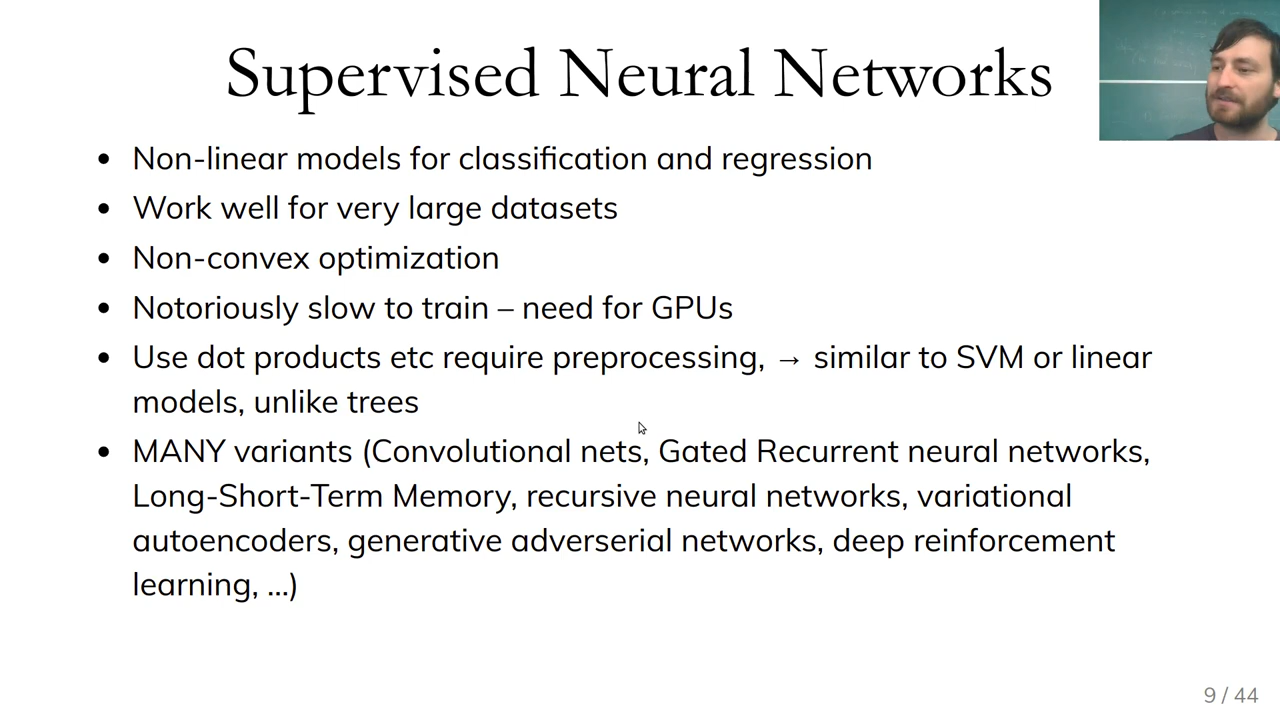 Supervised Neural Networks
• Non-linear models for classification and regression
• Work well for very large datasets
• Non-convex optimization
• Notoriously slow to train – need for GPUs
• Use dot products etc require preprocessing, → similar to SVM or linear
models, unlike trees
• MANY variants (Convolutional nets, Gated Recurrent neural networks,
Long-Short-Term Memory, recursive neural networks, variational
autoencoders, generative adverserial networks, deep reinforcement
learning, ...)
9 / 44